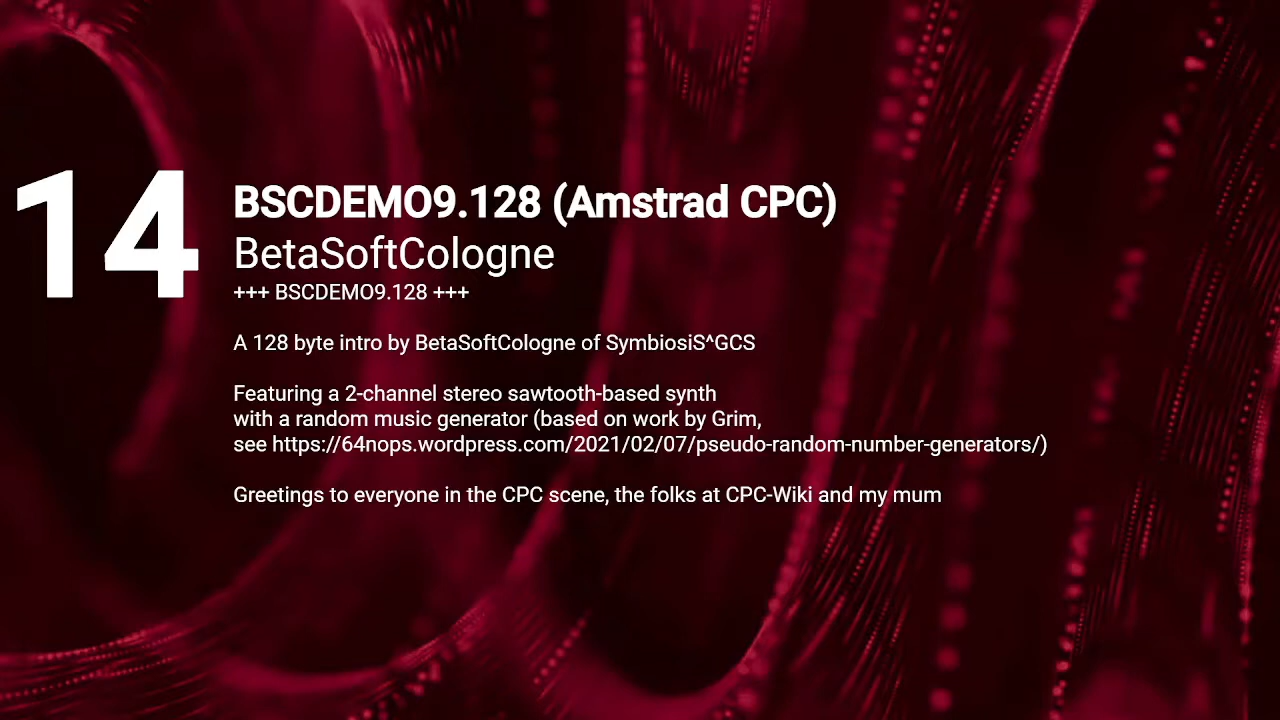 14
BSCDEMO9.128 (Amstrad CPC)
BetaSoftCologne
+++ BSCDEMO9.128 +++
A 128 byte intro by BetaSoftCologne of SymbiosiS^GCS
Featuring a 2-channel stereo sawtooth-based synth
with a random music generator (based on work by Grim,
see https://64nops.wordpress.com/2021/02/07/pseudo-random-number-generators/)
Greetings to everyone in the CPC scene, the folks at CPC-Wiki and my mum